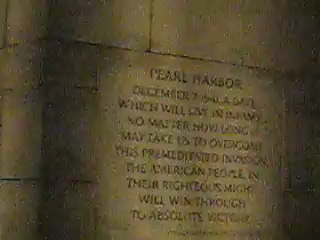 PEARL HARBOR
DECEMBER 7, 1941, A DATE
WHICH WILL LIVE IN INFAMY
NO MATTER HOW LONG IT
MAY TAKE US TO OVERCOME
THIS PREMEDITATED INVASION,
THE AMERICAN PEOPLE, IN
THEIR RIGHTEOUS MIGHT,
WILL WIN THROUGH
TO ABSOLUTE VICTORY.